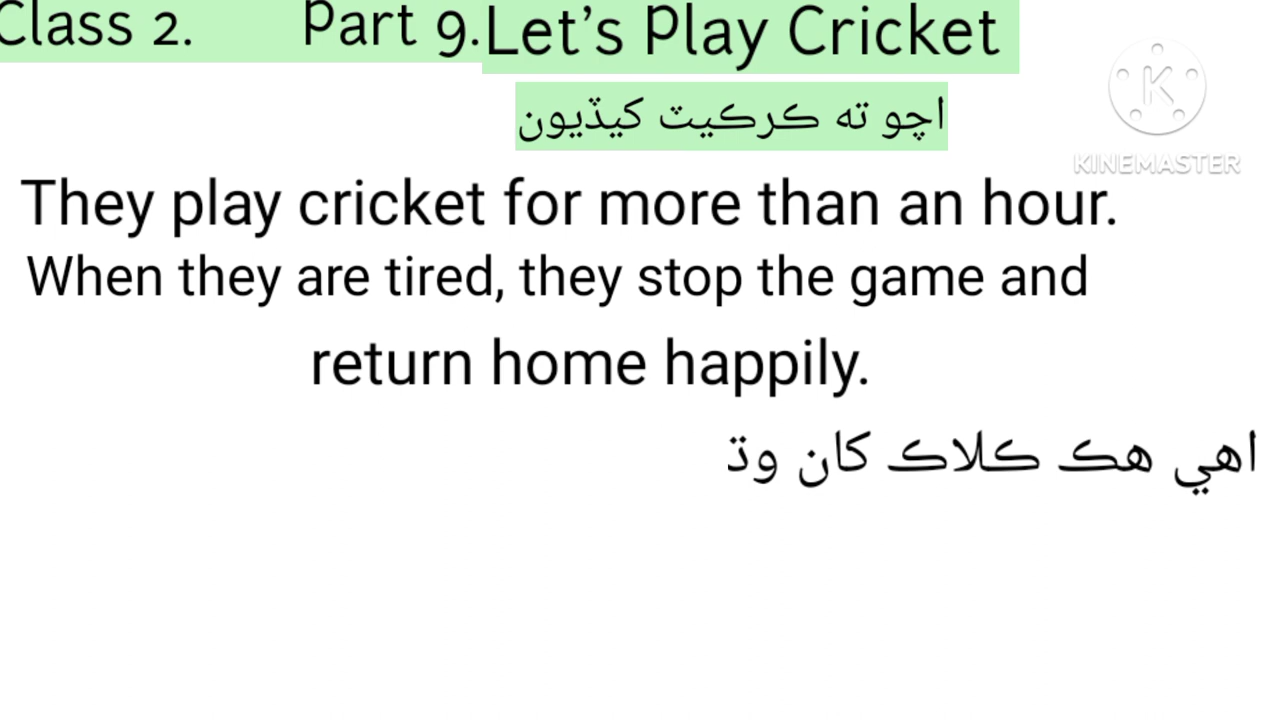 Class 2. Part 9. Let's Play Cricket
اچو ته ڪرڪيٽ کيڏيون
KINEMASTER
They play cricket for more than an hour.
When they are tired, they stop the game and
return home happily.
اهي هڪ ڪلاڪ کان وڌ